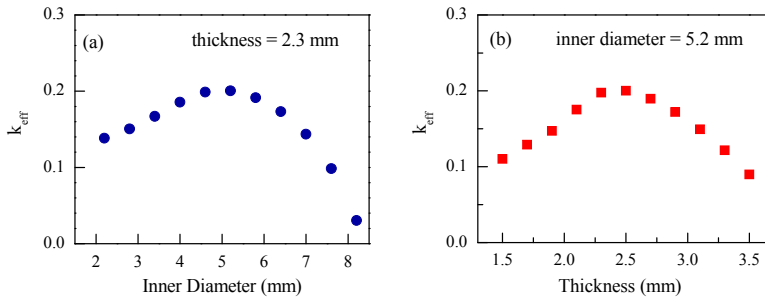 (a) thickness = 2.3 mm
k_eff
0.3
0.2
0.1
0.0
2 3 4 5 6 7 8
Inner Diameter (mm)
(b) inner diameter = 5.2 mm
k_eff
0.3
0.2
0.1
0.0
1.5 2.0 2.5 3.0 3.5
Thickness (mm)